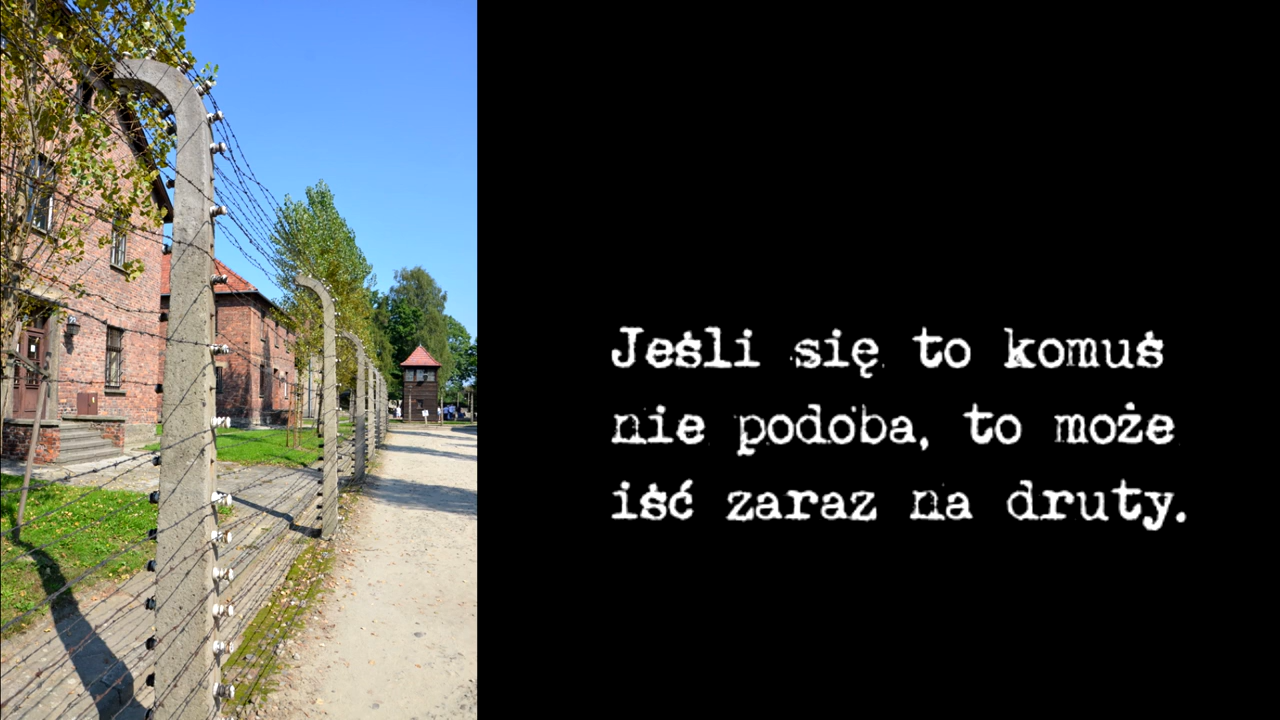 Jeśli się to komuś
nie podoba, to może
iść zaraz na druty.